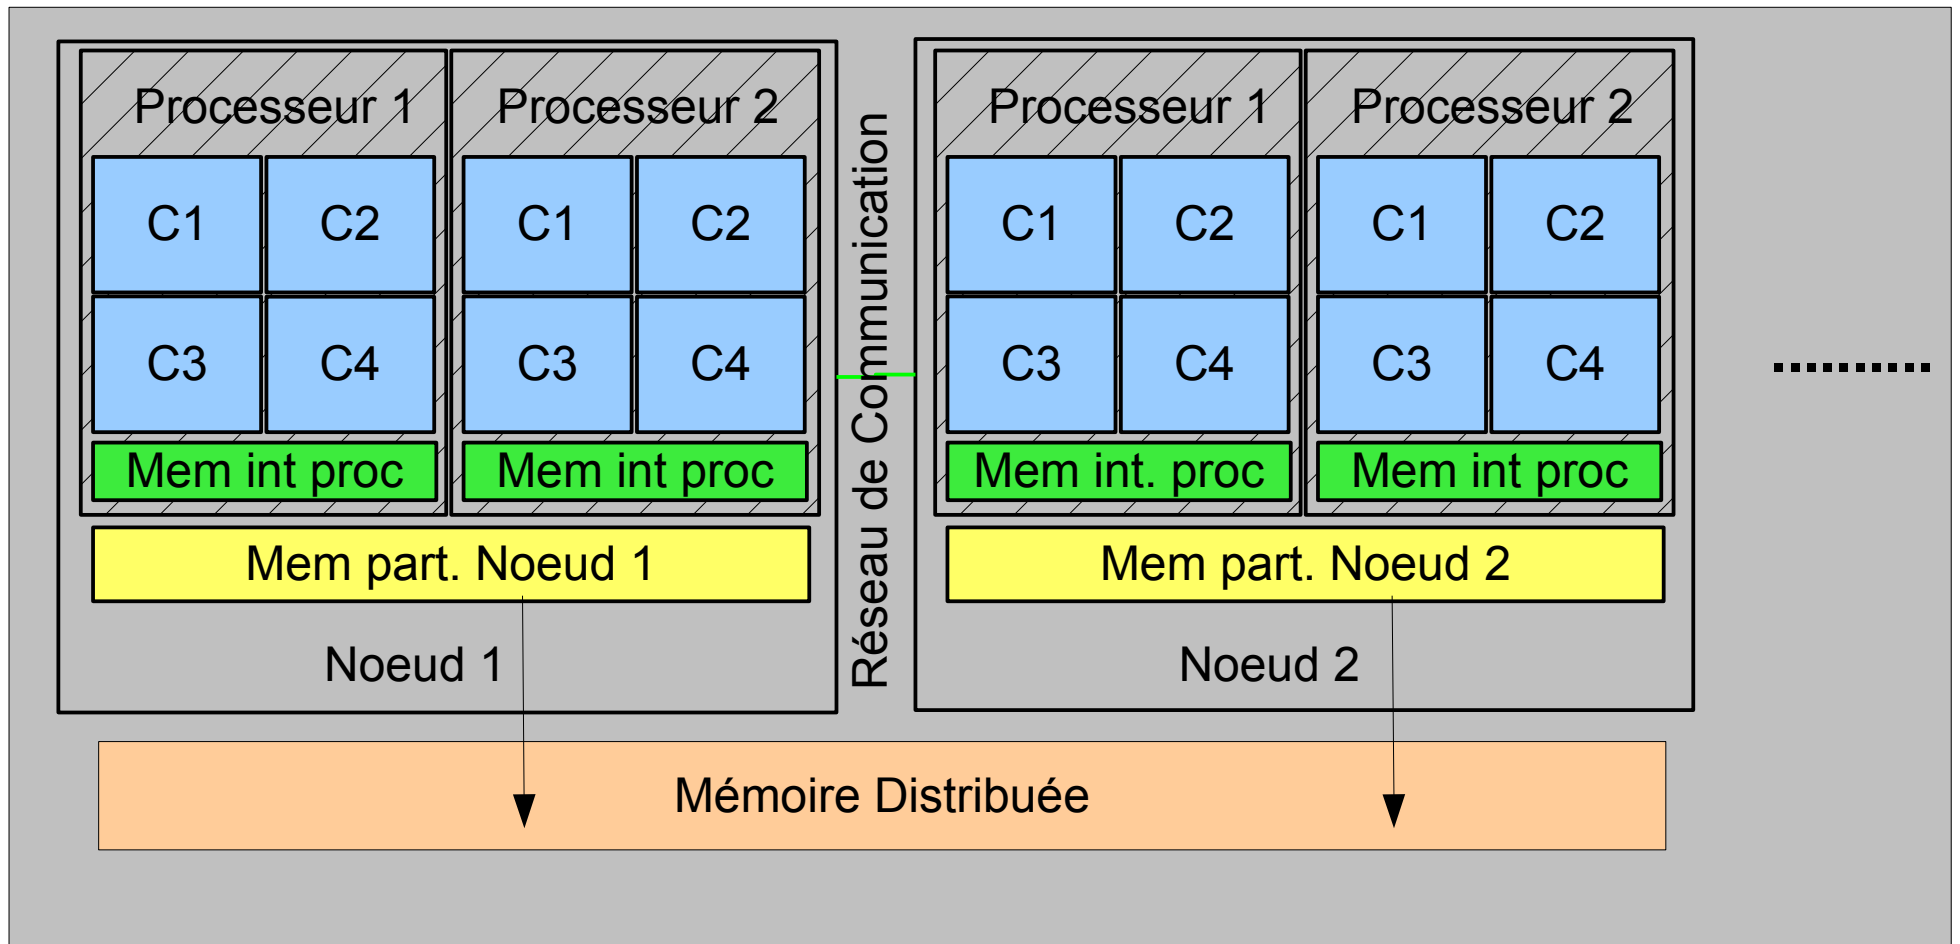 Processeur 1
Processeur 2
C1
C2
C1
C2
C3
C4
C3
C4
Mem int proc
Mem int proc
Mem part. Noeud 1
Noeud 1
Réseau de Communication
Processeur 1
Processeur 2
C1
C2
C1
C2
C3
C4
C3
C4
Mem int. proc
Mem int proc
Mem part. Noeud 2
Noeud 2
Mémoire Distribuée